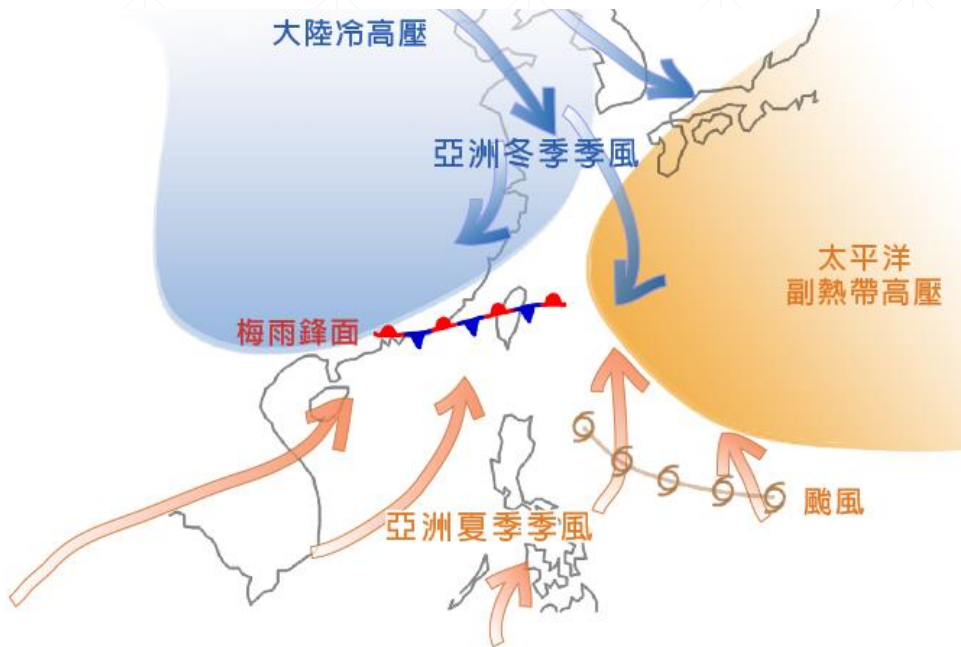 大陸冷高壓
亞洲冬季季風
太平洋
副熱帶高壓
梅雨鋒面
颱風
亞洲夏季季風